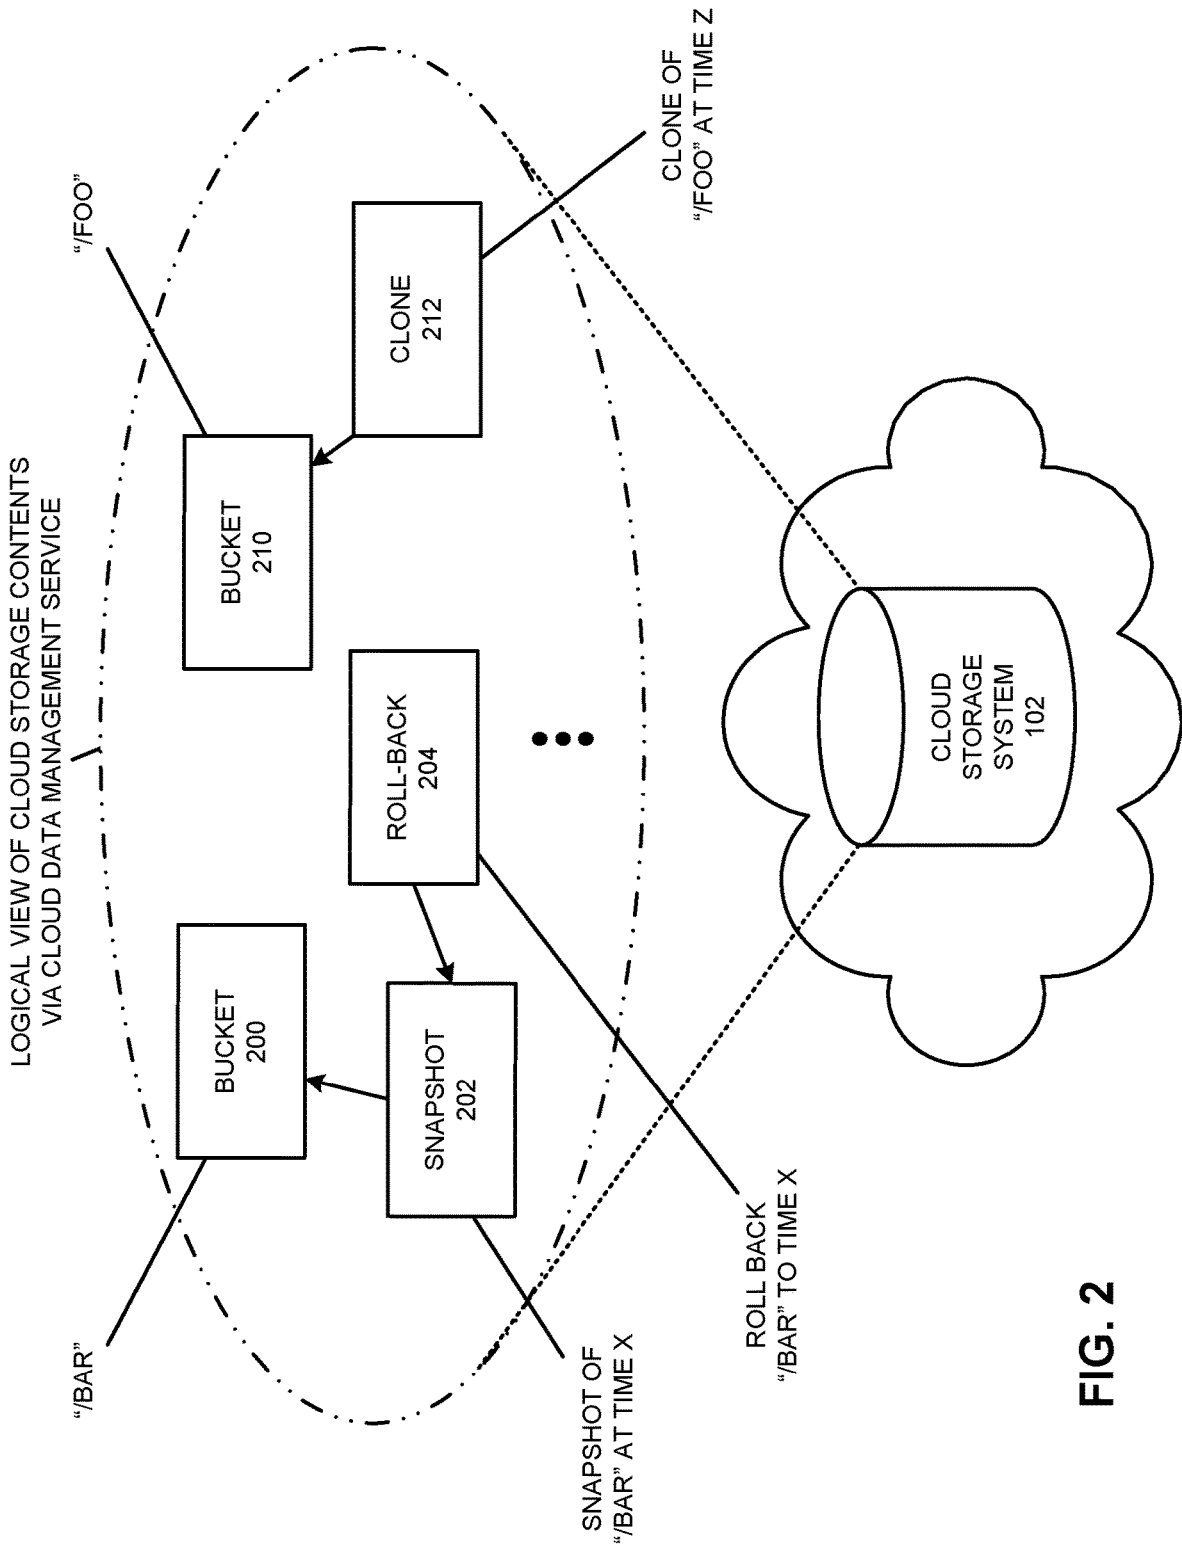 LOGICAL VIEW OF CLOUD STORAGE CONTENTS
VIA CLOUD DATA MANAGEMENT SERVICE
“/BAR”
“/FOO”
BUCKET
200
BUCKET
210
SNAPSHOT
202
ROLL-BACK
204
CLONE
212
SNAPSHOT OF
“/BAR” AT TIME X
ROLL BACK
“/BAR” TO TIME X
CLONE OF
“/FOO” AT TIME Z
CLOUD
STORAGE
SYSTEM
102
FIG. 2